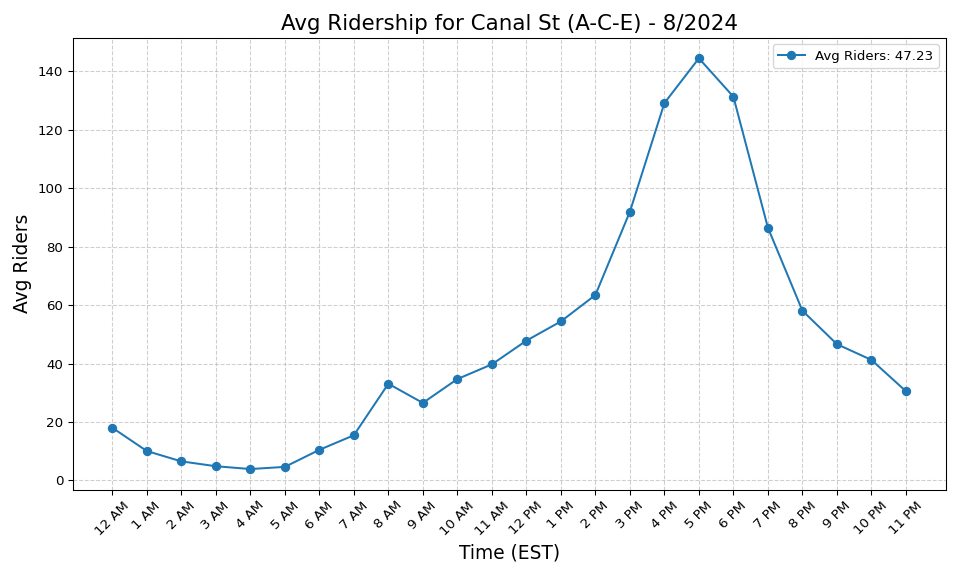 Avg Ridership for Canal St (A-C-E) - 8/2024
Avg Riders: 47.23
Avg Riders
140
120
100
80
60
40
20
0
12 AM
1 AM
2 AM
3 AM
4 AM
5 AM
6 AM
7 AM
8 AM
9 AM
10 AM
11 AM
12 PM
1 PM
2 PM
3 PM
4 PM
5 PM
6 PM
7 PM
8 PM
9 PM
10 PM
11 PM
Time (EST)